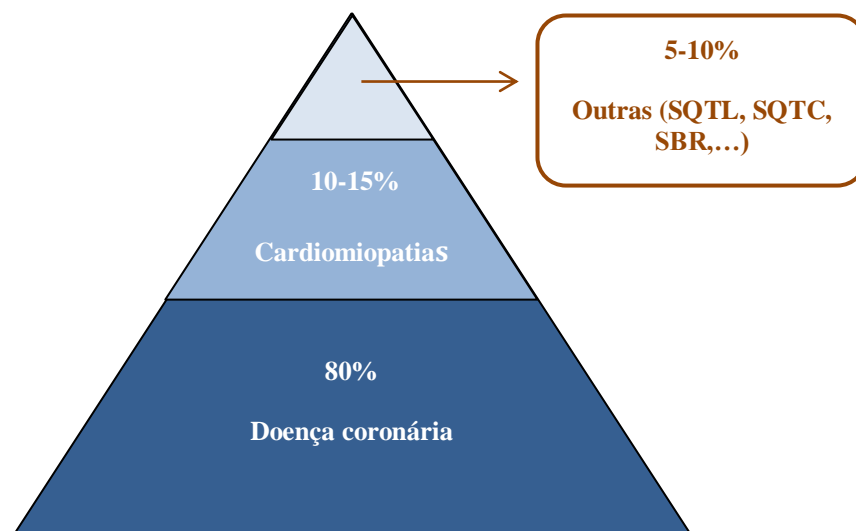 5-10%
Outras (SQTL, SQTC,
SBR,...)
10-15%
Cardiomiopatias
80%
Doença coronária